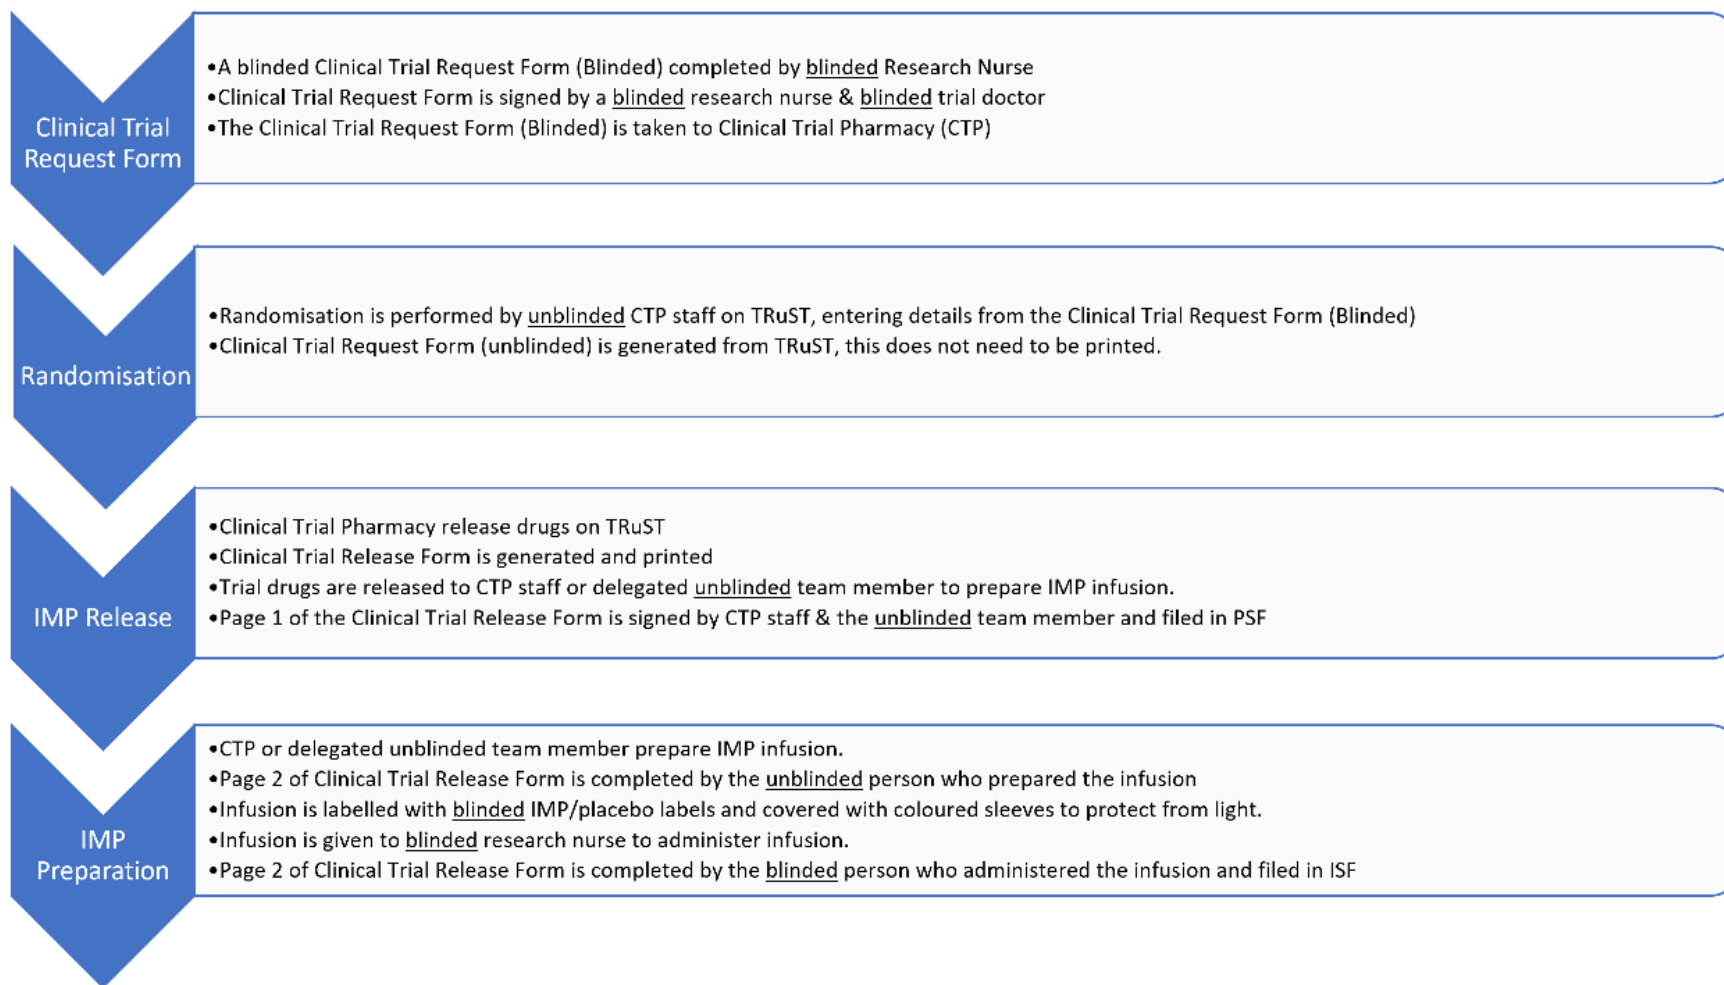 Clinical Trial
Request Form
•A blinded Clinical Trial Request Form (Blinded) completed by blinded Research Nurse
•Clinical Trial Request Form is signed by a blinded research nurse & blinded trial doctor
•The Clinical Trial Request Form (Blinded) is taken to Clinical Trial Pharmacy (CTP)
Randomisation
•Randomisation is performed by unblinded CTP staff on TRuST, entering details from the Clinical Trial Request Form (Blinded)
•Clinical Trial Request Form (unblinded) is generated from TRuST, this does not need to be printed.
IMP Release
•Clinical Trial Pharmacy release drugs on TRuST
•Clinical Trial Release Form is generated and printed
•Trial drugs are released to CTP staff or delegated unblinded team member to prepare IMP infusion.
•Page 1 of the Clinical Trial Release Form is signed by CTP staff & the unblinded team member and filed in PSF
IMP
Preparation
•CTP or delegated unblinded team member prepare IMP infusion.
•Page 2 of Clinical Trial Release Form is completed by the unblinded person who prepared the infusion
•Infusion is labelled with blinded IMP/placebo labels and covered with coloured sleeves to protect from light.
•Infusion is given to blinded research nurse to administer infusion.
•Page 2 of Clinical Trial Release Form is completed by the blinded person who administered the infusion and filed in ISF